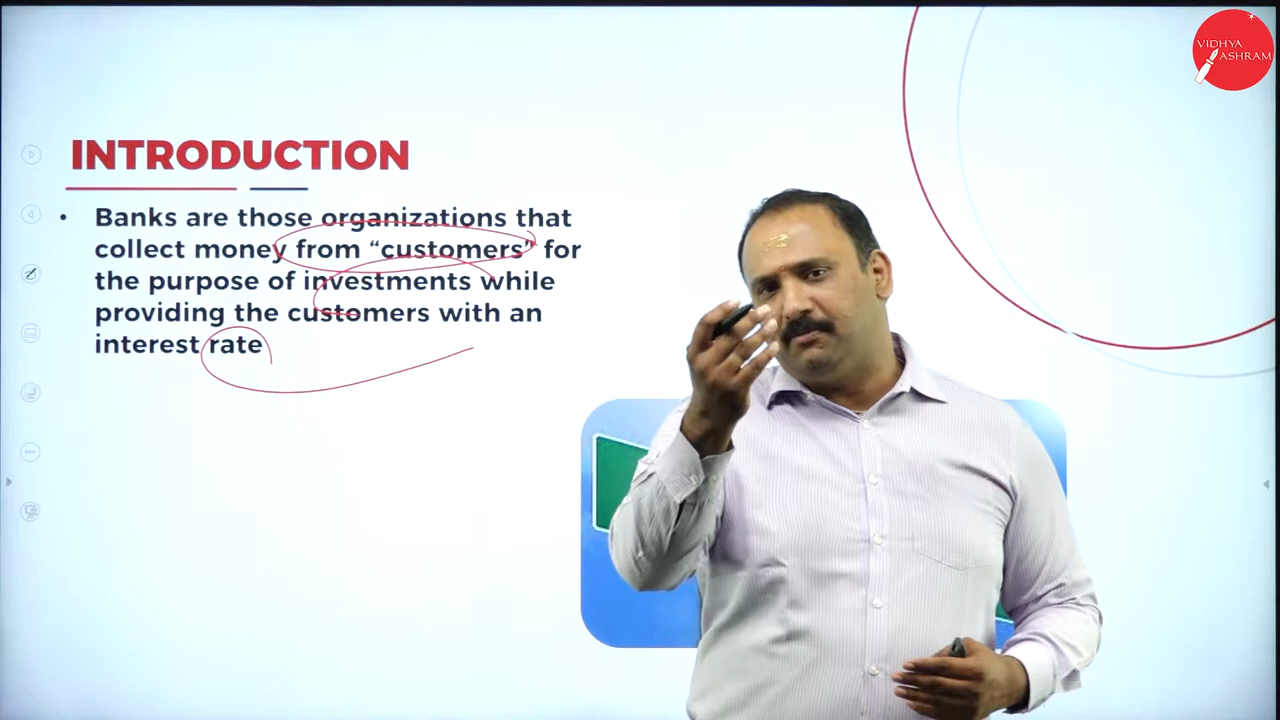 VIDHYA
ASHRAM
INTRODUCTION
• Banks are those organizations that
collect money from “customers” for
the purpose of investments while
providing the customers with an
interest rate